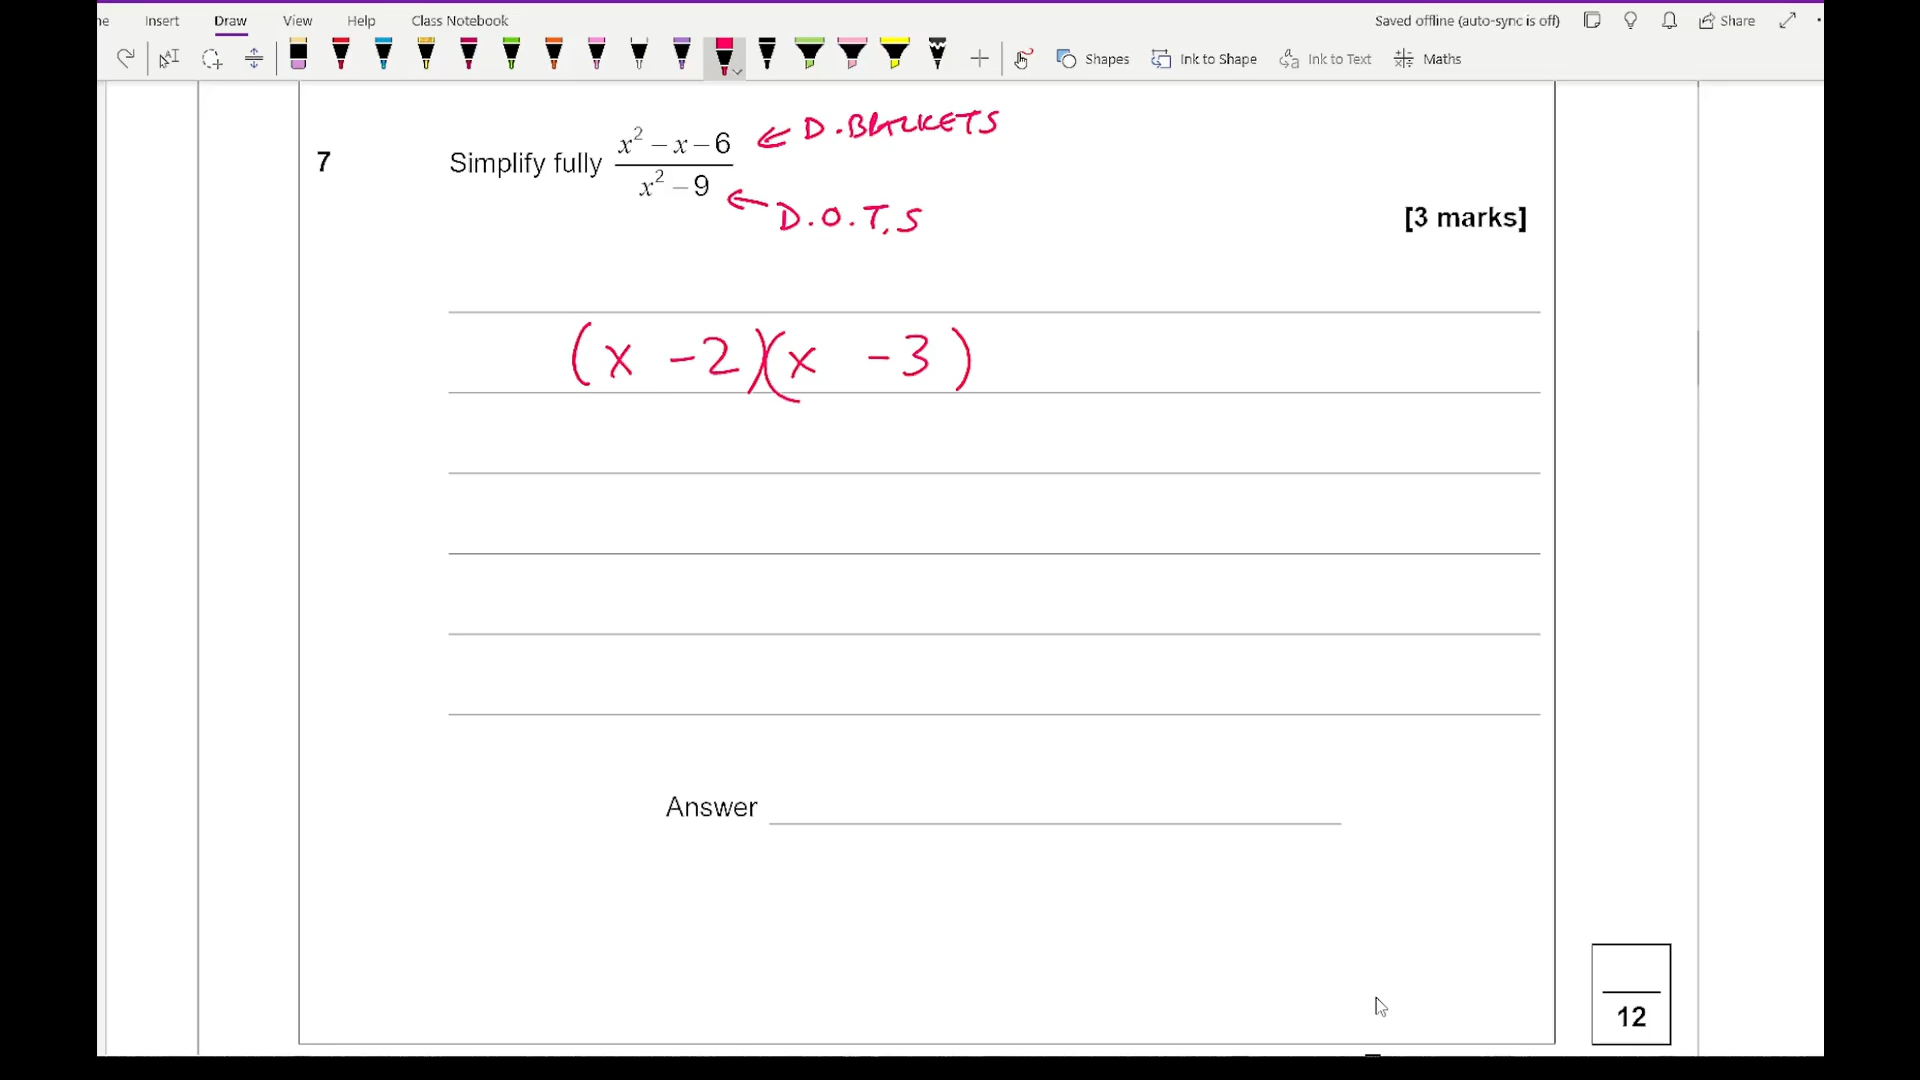 Insert Draw View Help Class Notebook Saved offline (auto-sync is off) Share
Shapes Ink to Shape Ink to Text Maths
7 Simplify fully (x² − x − 6)/(x² − 9) ← D.BRACKETS
← D.O.T.S
[3 marks]
(x -2)(x -3)
Answer
12